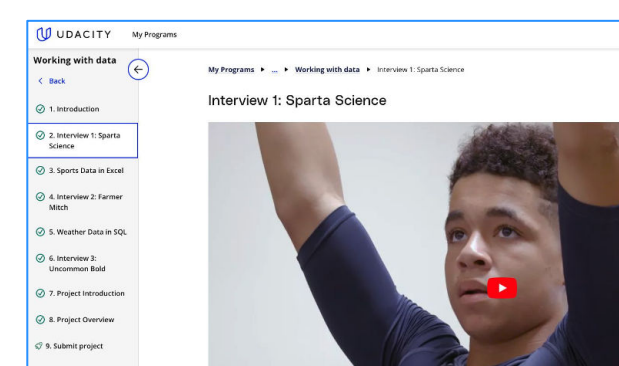 UDACITY My Programs
Working with data
Back
1. Introduction
2. Interview 1: Sparta
Science
3. Sports Data in Excel
4. Interview 2: Farmer
Mitch
5. Weather Data in SQL
6. Interview 3:
Uncommon Bold
7. Project Introduction
8. Project Overview
9. Submit project
My Programs ▸ ... ▸ Working with data ▸ Interview 1: Sparta Science
Interview 1: Sparta Science